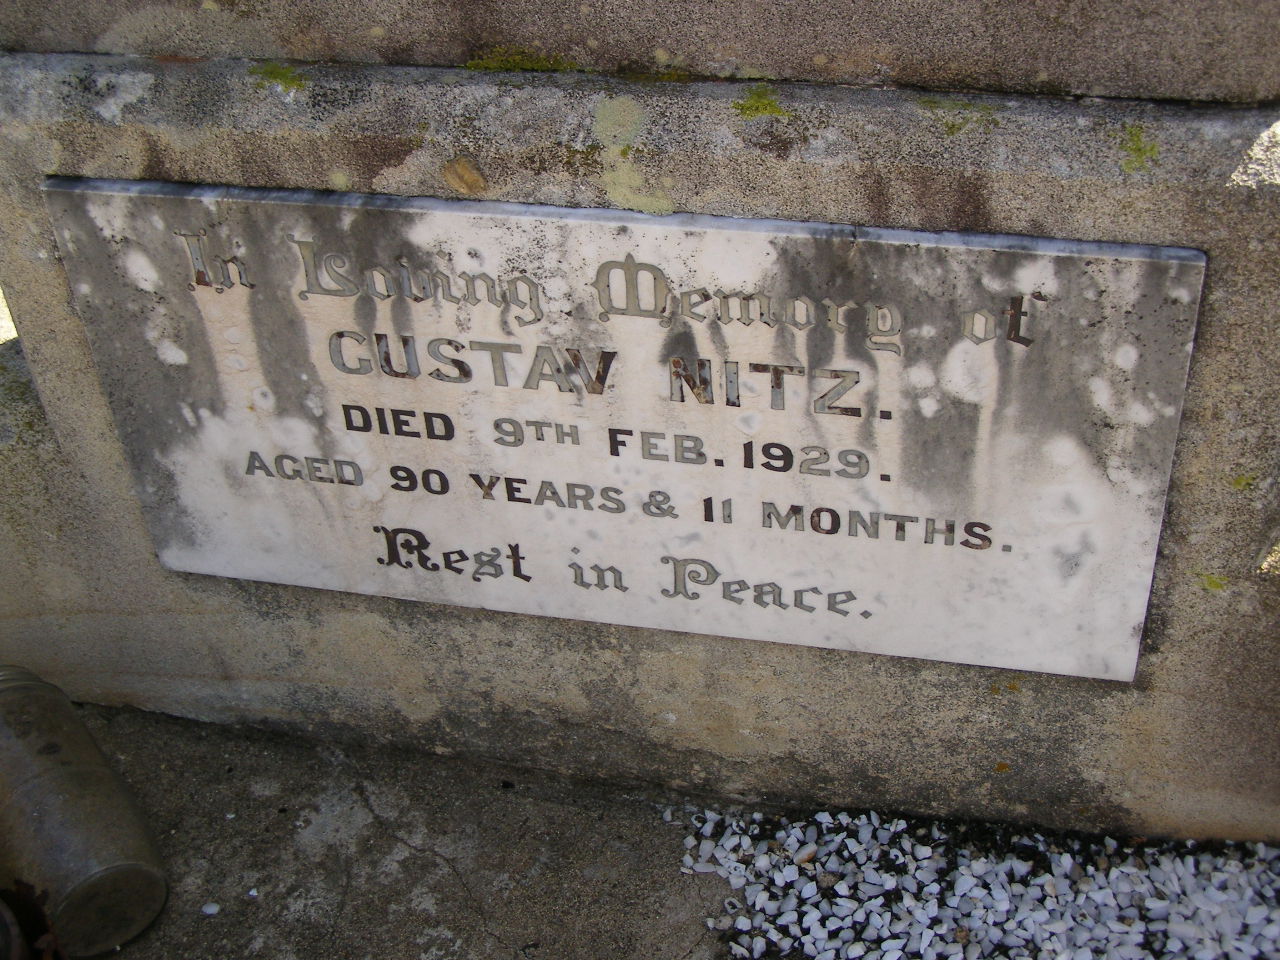 In Loving Memory of
GUSTAV NITZ.
DIED 9TH FEB. 1929.
AGED 90 YEARS & 11 MONTHS.
Rest in Peace.